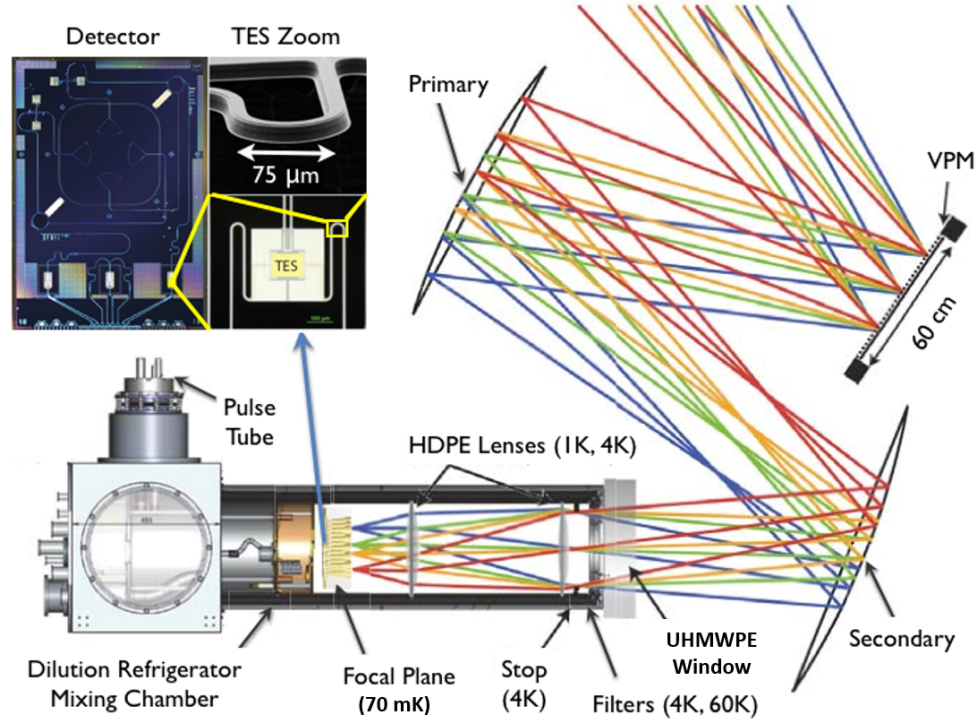 Detector
TES Zoom
Primary
VPM
75 μm
TES
60 cm
Pulse
Tube
HDPE Lenses (1K, 4K)
Dilution Refrigerator
Mixing Chamber
Focal Plane
(70 mK)
Stop
(4K)
UHMWPE
Window
Filters (4K, 60K)
Secondary